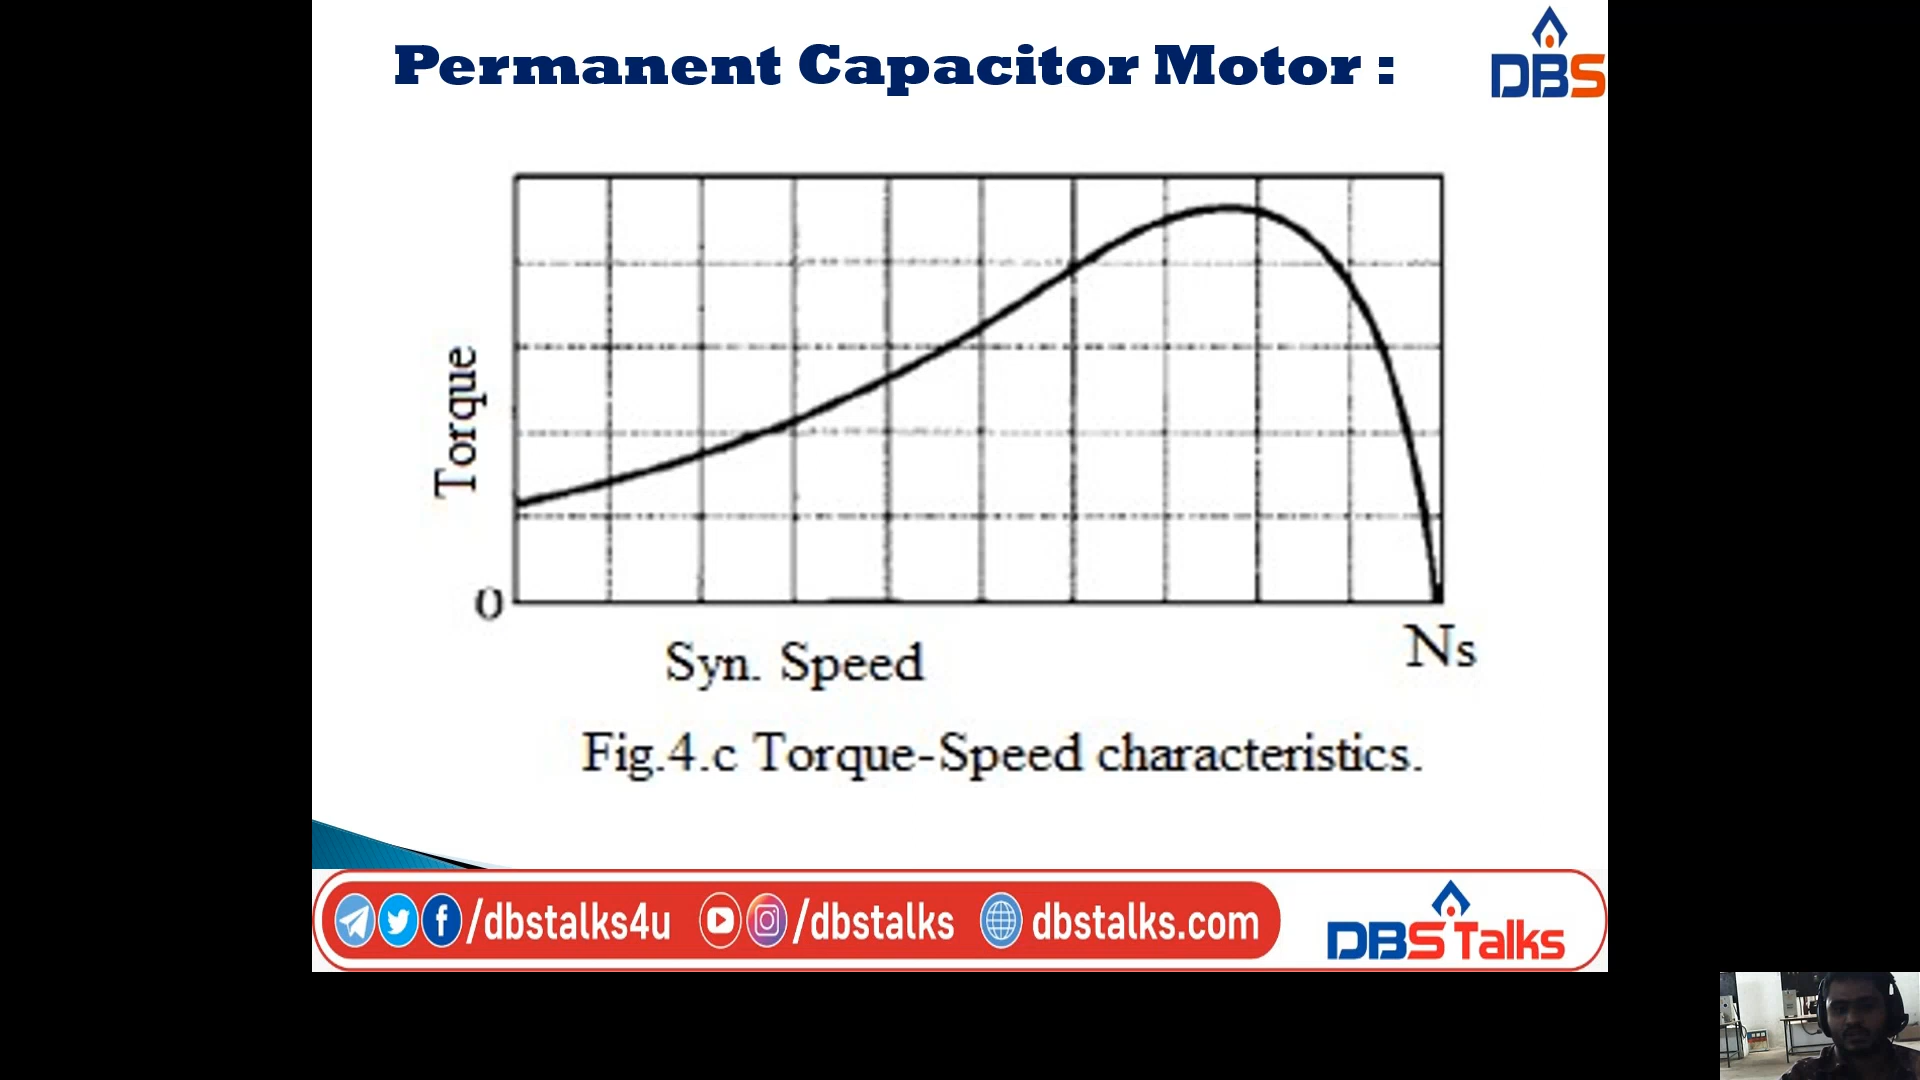 Permanent Capacitor Motor :
DBS
Torque
0
Syn. Speed
Ns
Fig.4.c Torque-Speed characteristics.
/dbstalks4u
/dbstalks
dbstalks.com
DBS Talks